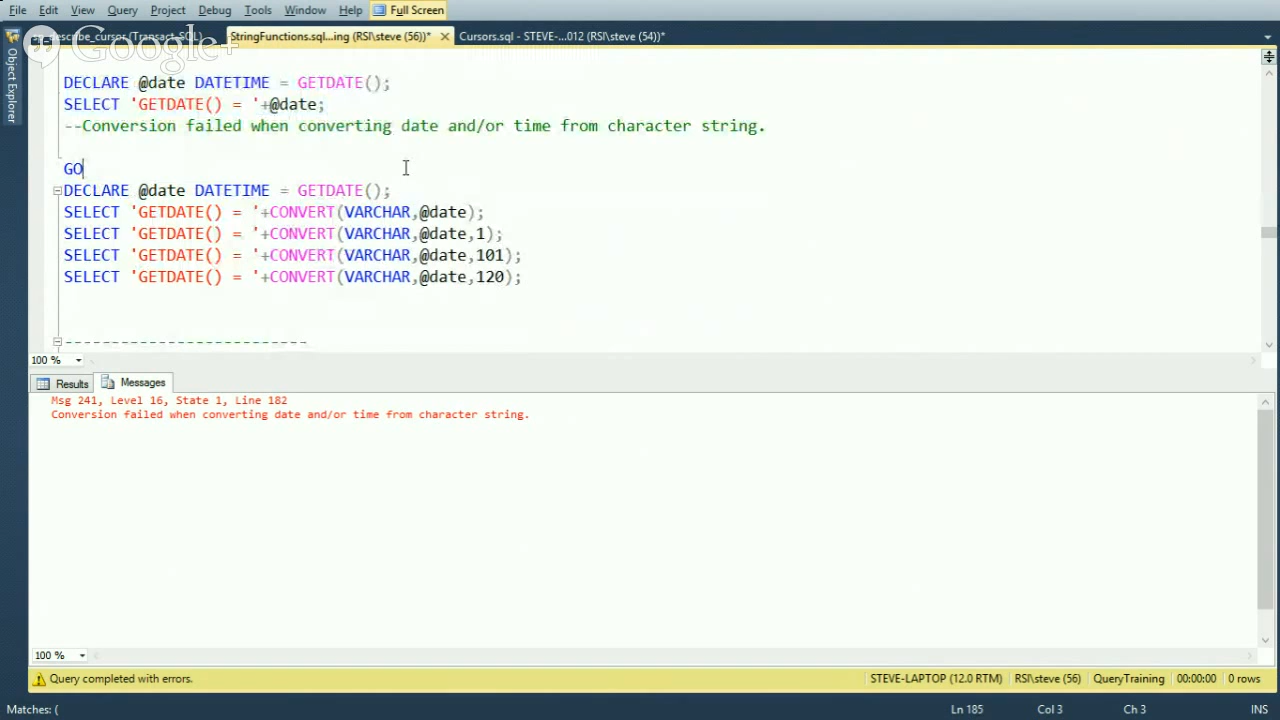 File Edit View Query Project Debug Tools Window Help Full Screen
sp_describe_cursor (Transact-SQL) StringFunctions.sql...ing (RSI\steve (56))* Cursors.sql - STEVE-...012 (RSI\steve (54))*
Google+
Object Explorer
DECLARE @date DATETIME = GETDATE();
SELECT 'GETDATE() = '+@date;
--Conversion failed when converting date and/or time from character string.
GO
DECLARE @date DATETIME = GETDATE();
SELECT 'GETDATE() = '+CONVERT(VARCHAR,@date);
SELECT 'GETDATE() = '+CONVERT(VARCHAR,@date,1);
SELECT 'GETDATE() = '+CONVERT(VARCHAR,@date,101);
SELECT 'GETDATE() = '+CONVERT(VARCHAR,@date,120);
--------------------------
100 %
Results Messages
Msg 241, Level 16, State 1, Line 182
Conversion failed when converting date and/or time from character string.
100 %
Query completed with errors. STEVE-LAPTOP (12.0 RTM) RSI\steve (56) QueryTraining 00:00:00 0 rows
Matches: ( Ln 185 Col 3 Ch 3 INS